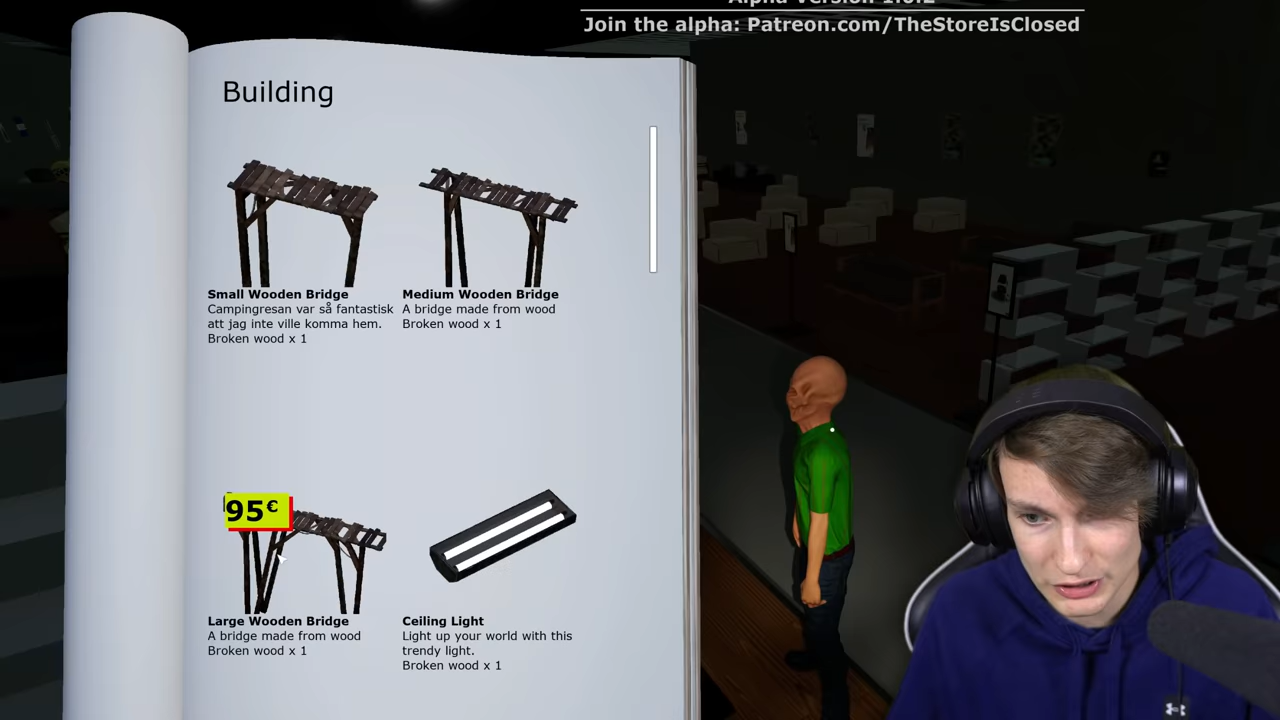 Join the alpha: Patreon.com/TheStoreIsClosed
Building
Small Wooden Bridge
Campingresan var så fantastisk
att jag inte ville komma hem.
Broken wood x 1
Medium Wooden Bridge
A bridge made from wood
Broken wood x 1
95€
Large Wooden Bridge
A bridge made from wood
Broken wood x 1
Ceiling Light
Light up your world with this
trendy light.
Broken wood x 1